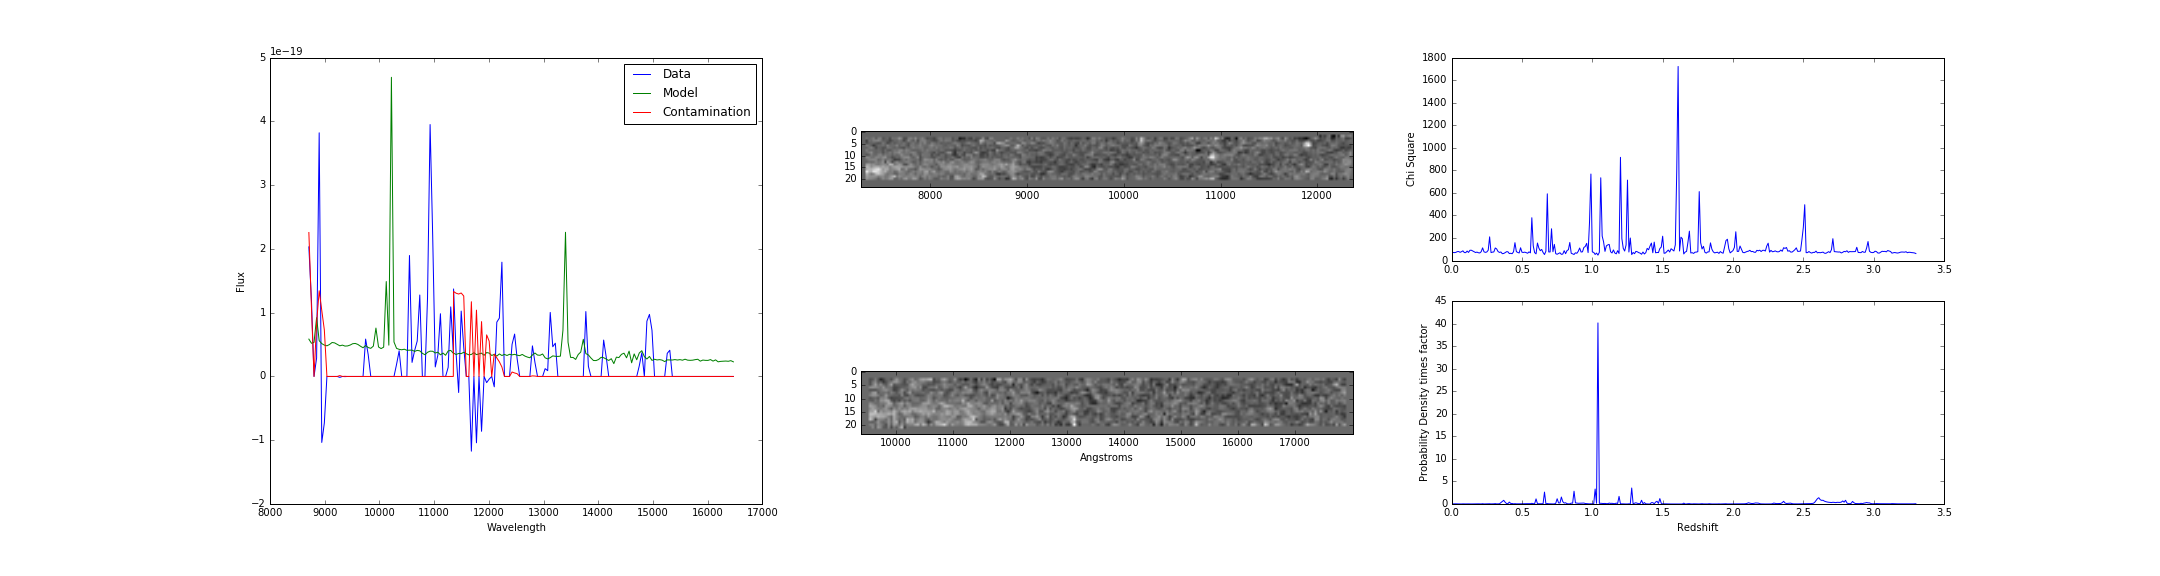 1e−19
5
4
3
2
1
0
−1
−2
Flux
8000 9000 10000 11000 12000 13000 14000 15000 16000 17000
Wavelength
Data
Model
Contamination
0
5
10
15
20
8000 9000 10000 11000 12000
0
5
10
15
20
10000 11000 12000 13000 14000 15000 16000 17000
Angstroms
1800
1600
1400
1200
1000
800
600
400
200
0
Chi Square
0.0 0.5 1.0 1.5 2.0 2.5 3.0 3.5
45
40
35
30
25
20
15
10
5
0
Probability Density times factor
0.0 0.5 1.0 1.5 2.0 2.5 3.0 3.5
Redshift